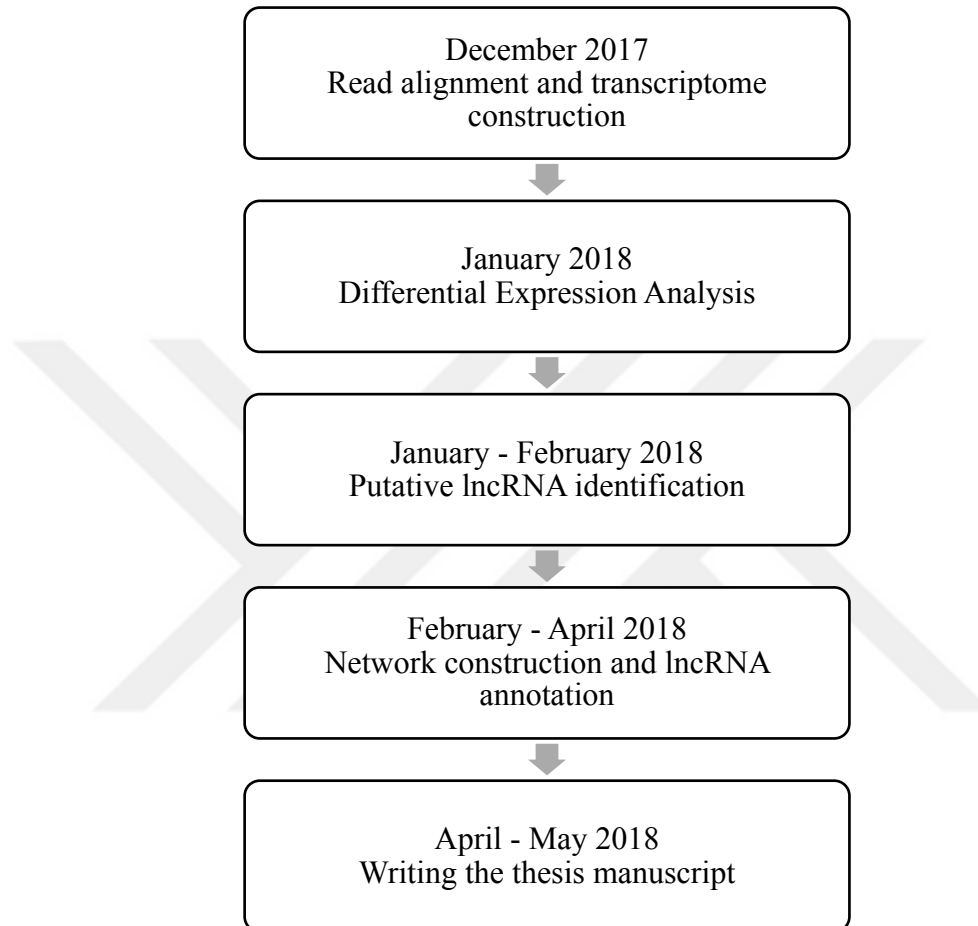 December 2017
Read alignment and transcriptome
construction
January 2018
Differential Expression Analysis
January - February 2018
Putative lncRNA identification
February - April 2018
Network construction and lncRNA
annotation
April - May 2018
Writing the thesis manuscript